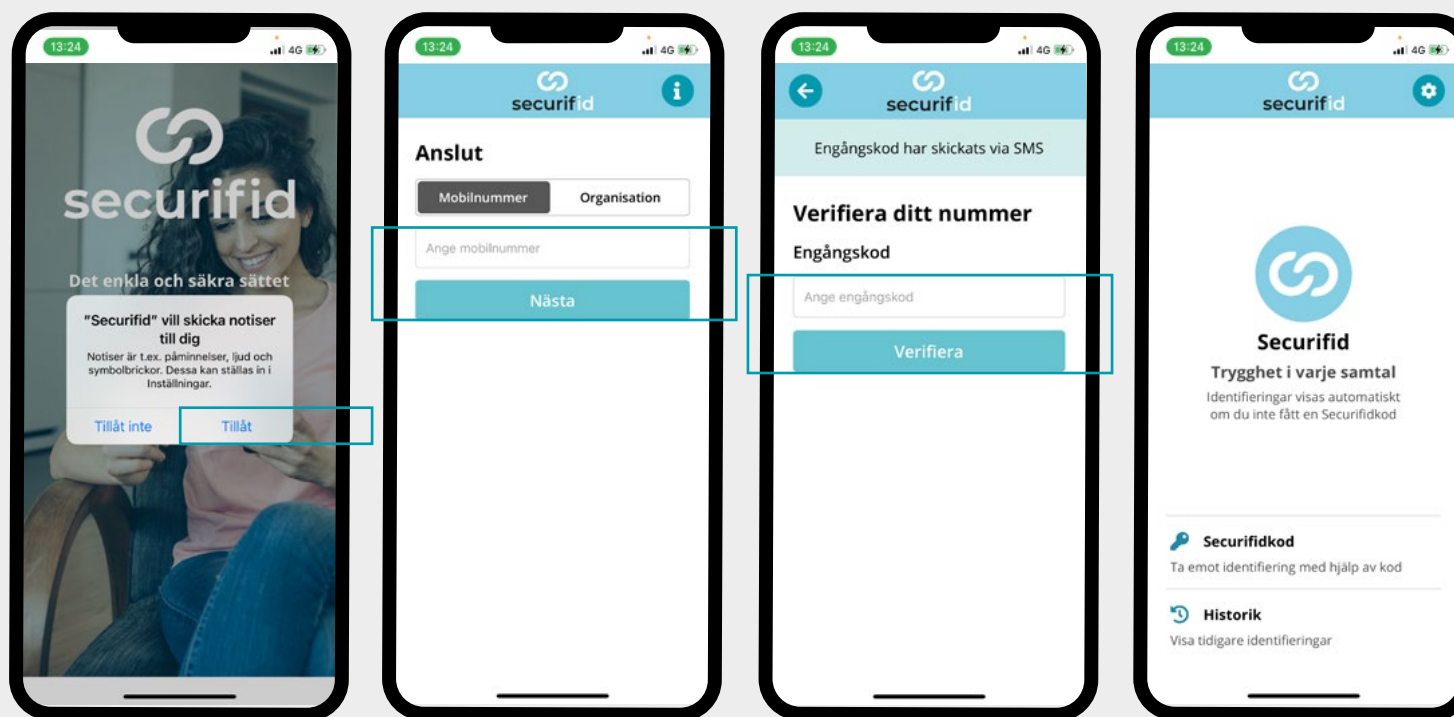 13:24
4G
securifid
Det enkla och säkra sättet
"Securifid" vill skicka notiser
till dig
Notiser är t.ex. påminnelser, ljud och
symbolbrickor. Dessa kan ställas in i
Inställningar.
Tillåt inte
Tillåt
13:24
4G
securifid
Anslut
Mobilnummer
Organisation
Ange mobilnummer
Nästa
13:24
4G
securifid
Engångskod har skickats via SMS
Verifiera ditt nummer
Engångskod
Ange engångskod
Verifiera
13:24
4G
securifid
Securifid
Trygghet i varje samtal
Identifieringar visas automatiskt
om du inte fått en Securifidkod
Securifidkod
Ta emot identifiering med hjälp av kod
Historik
Visa tidigare identifieringar